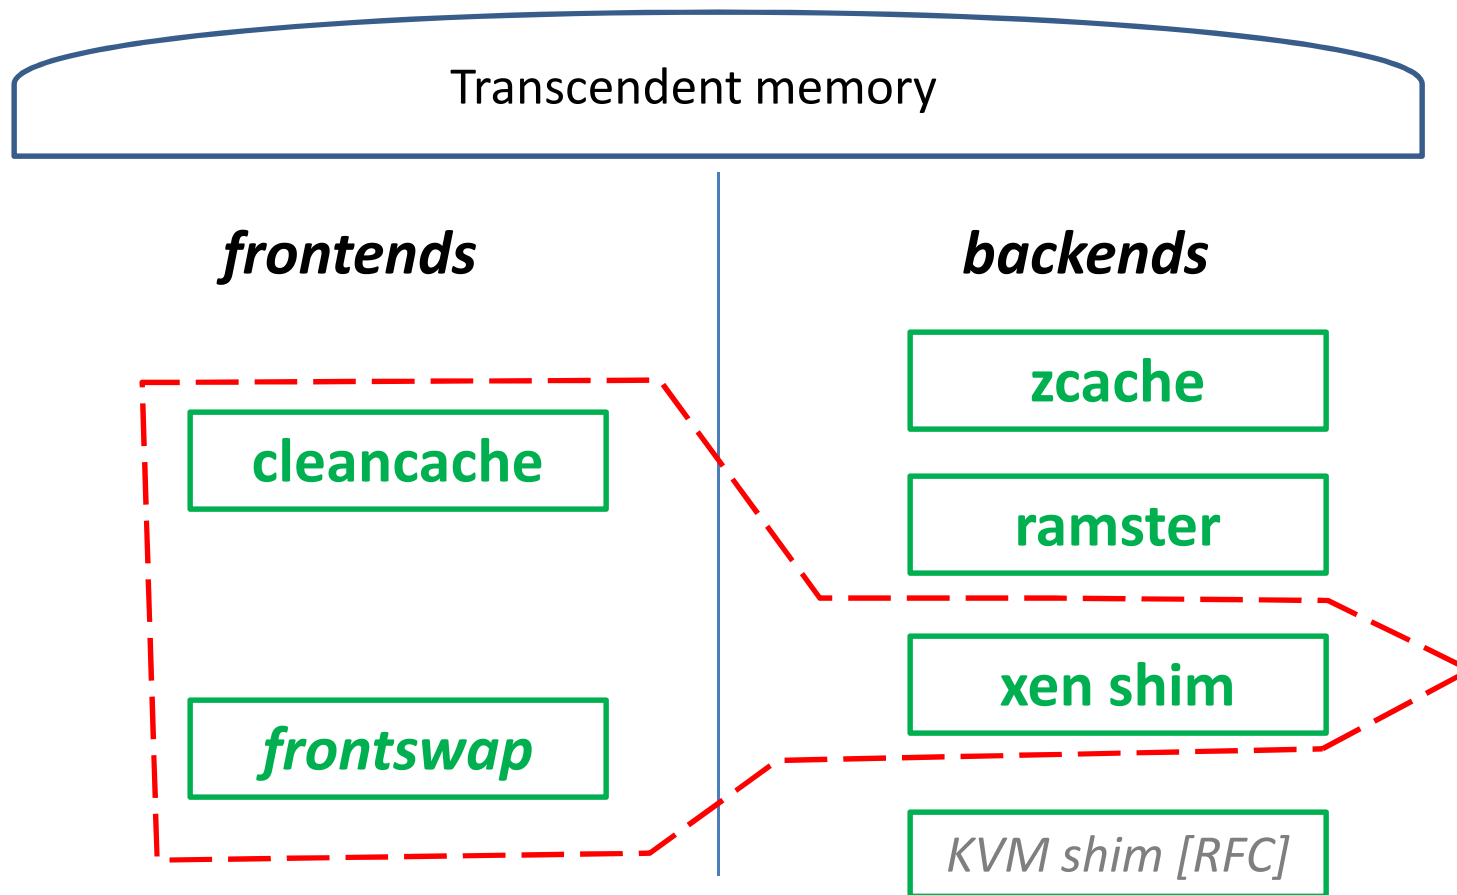 Transcendent memory
frontends
backends
cleancache
frontswap
zcache
ramster
xen shim
KVM shim [RFC]